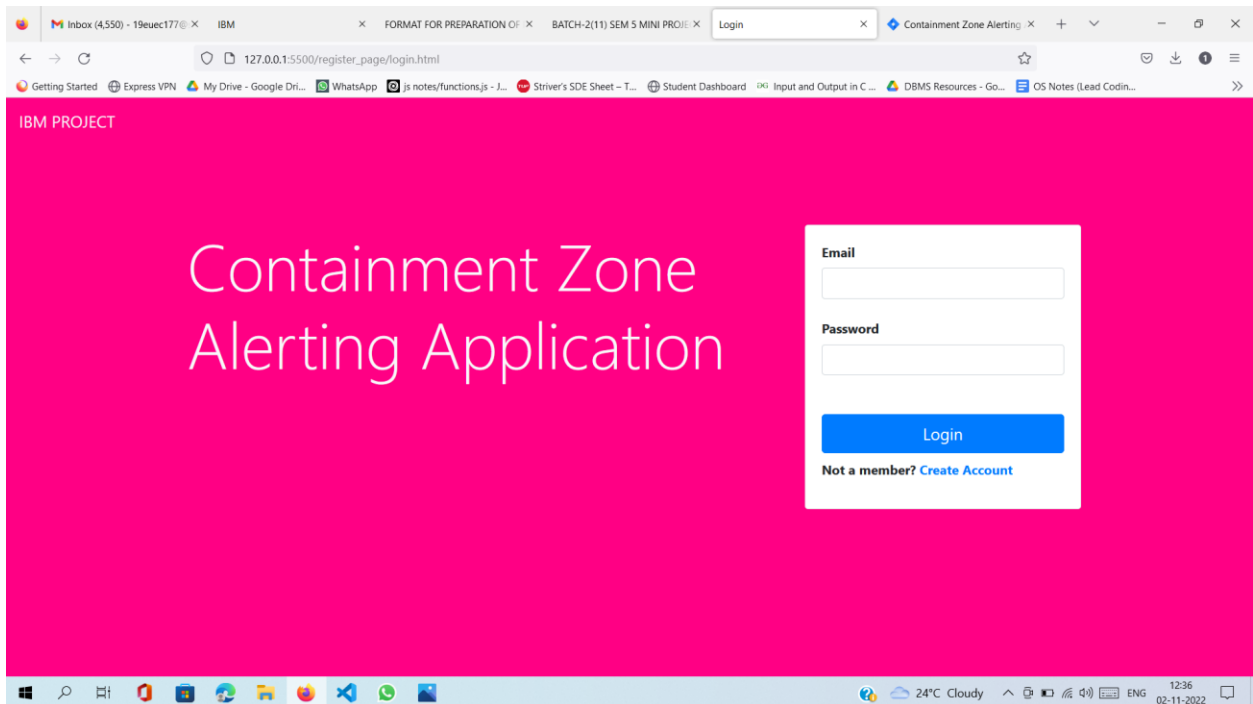 Inbox (4,550) - 19euec177@
IBM
FORMAT FOR PREPARATION OF
BATCH-2(11) SEM 5 MINI PROJE
Login
Containment Zone Alerting
127.0.0.1:5500/register_page/login.html
1
Getting Started
Express VPN
My Drive - Google Dri...
WhatsApp
js notes/functions.js - J...
Striver's SDE Sheet – T...
Student Dashboard
Input and Output in C ...
DBMS Resources - Go...
OS Notes (Lead Codin...
IBM PROJECT
Containment Zone
Alerting Application
Email
Password
Login
Not a member? Create Account
24°C Cloudy
ENG
12:36
02-11-2022